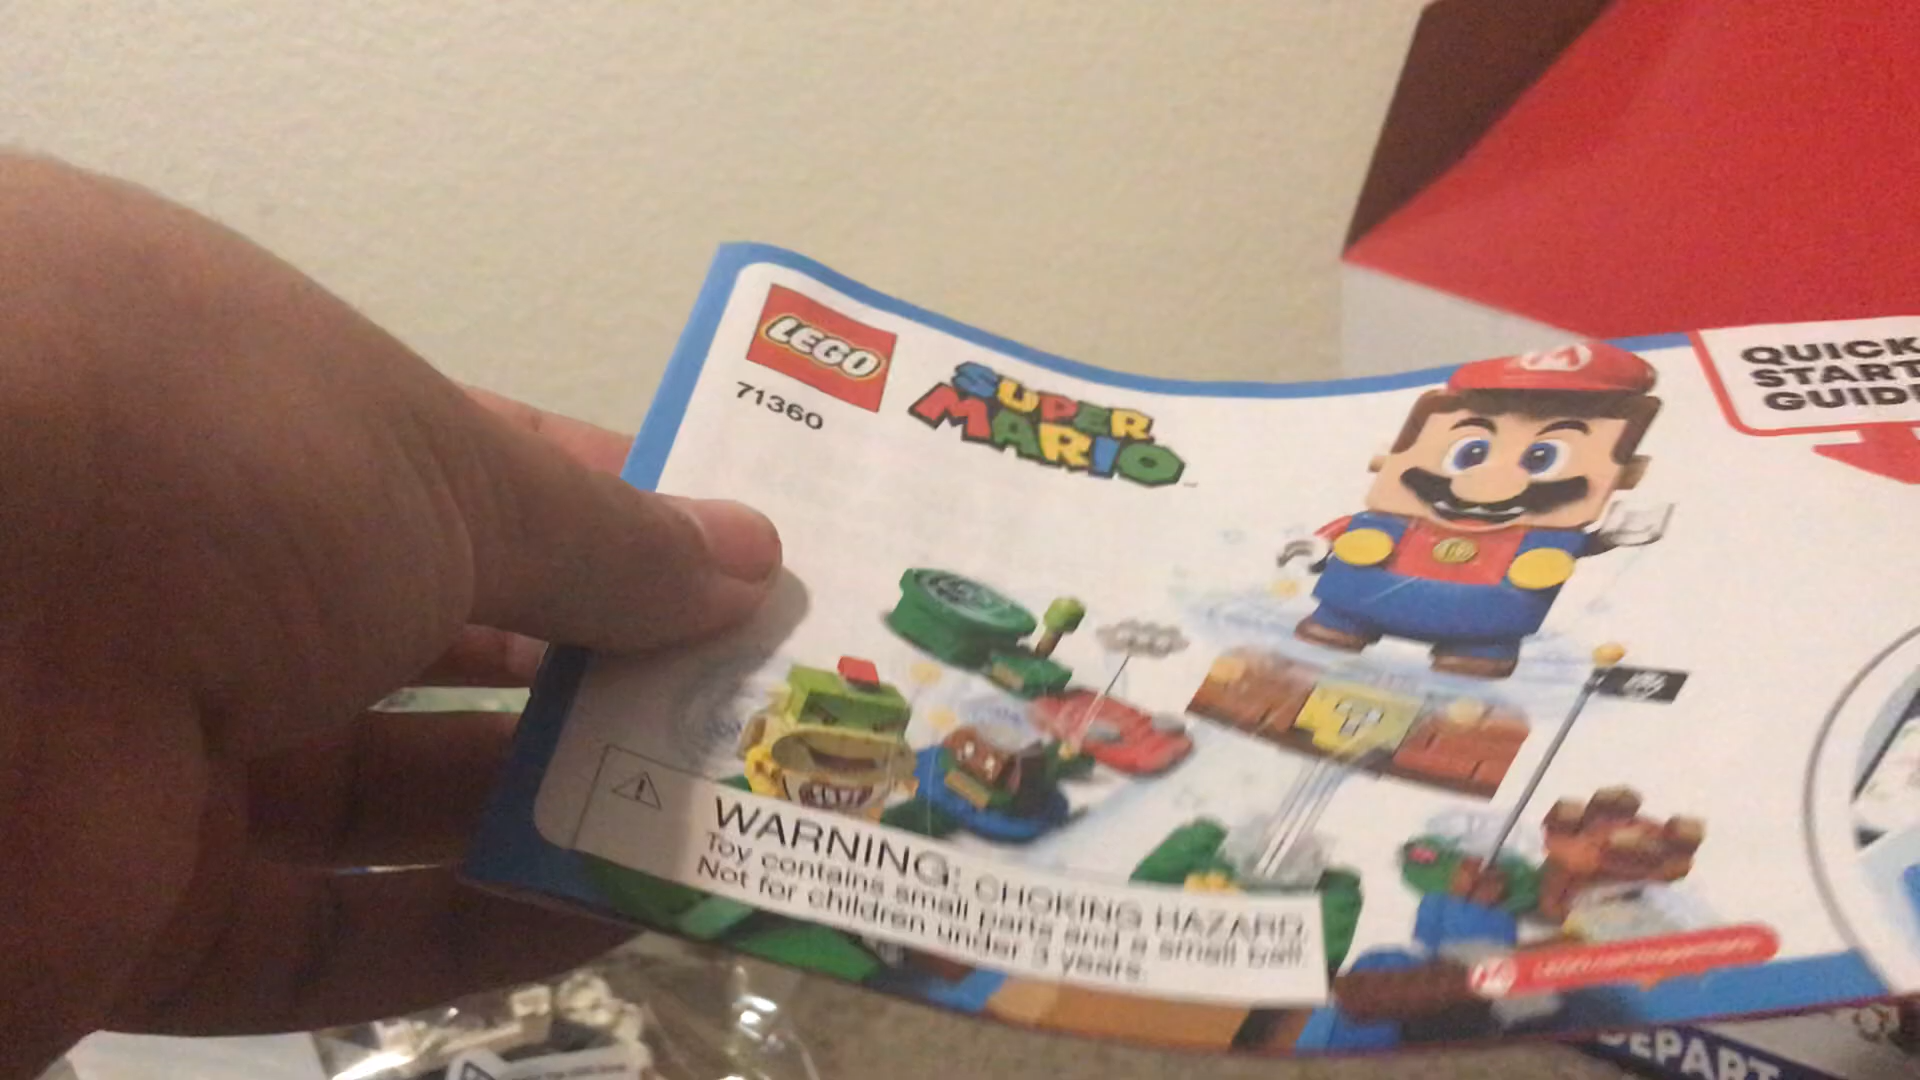 LEGO
71360
SUPER
MARIO
QUICK
START
GUIDE
WARNING: CHOKING HAZARD.
Toy contains small parts and a small ball.
Not for children under 3 years.
DEPART